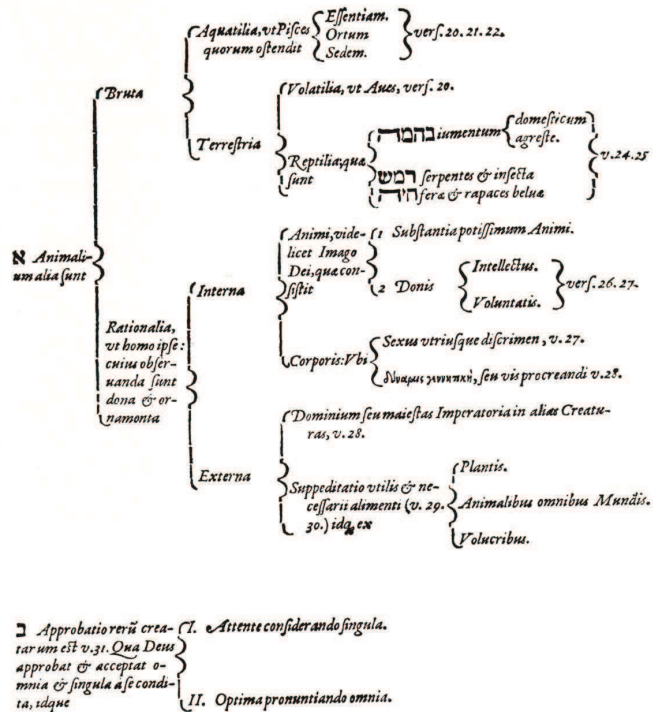 Aquatilia, vt Pisces
quorum ostendit
Essentiam.
Ortum
Sedem.
vers. 20. 21. 22.
Bruta
Terrestria
Volatilia, vt Aues, vers. 20.
Reptilia, quæ
sunt
בהמה iumentum
domesticum
agreste.
רמש serpentes & insecta
חיה feræ & rapaces beluæ
v. 24. 25
א Animali-
um alia sunt
Rationalia,
vt homo ipse:
cuius obser-
uanda sunt
dona & or-
namonta
Interna
Animi, vide-
licet Imago
Dei, quæ con-
sistit
1 Substantia potissimum Animi.
2 Donis
Intellectus.
Voluntatis.
vers. 26. 27.
Corporis: Vbi
Sexus vtriusque discrimen, v. 27.
δύναμις γεννητικὴ, seu vis procreandi v. 28.
Externa
Dominium seu maiestas Imperatoria in alias Creatu-
ras, v. 28.
Suppeditatio vtilis & ne-
cessarii alimenti (v. 29.
30.) idq; ex
Plantis.
Animalibus omnibus Mundis.
Volucribus.
ב Approbatio rerū crea-
tarum est v. 31. Qua Deus
approbat & acceptat o-
mnia & singula a se condi-
ta, idque
I. Attente considerando singula.
II. Optima pronuntiando omnia.